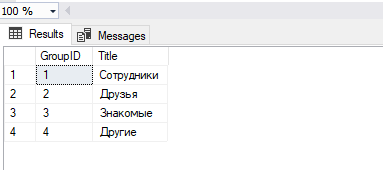 100 %
Results Messages
GroupID Title
1 1 Сотрудники
2 2 Друзья
3 3 Знакомые
4 4 Другие